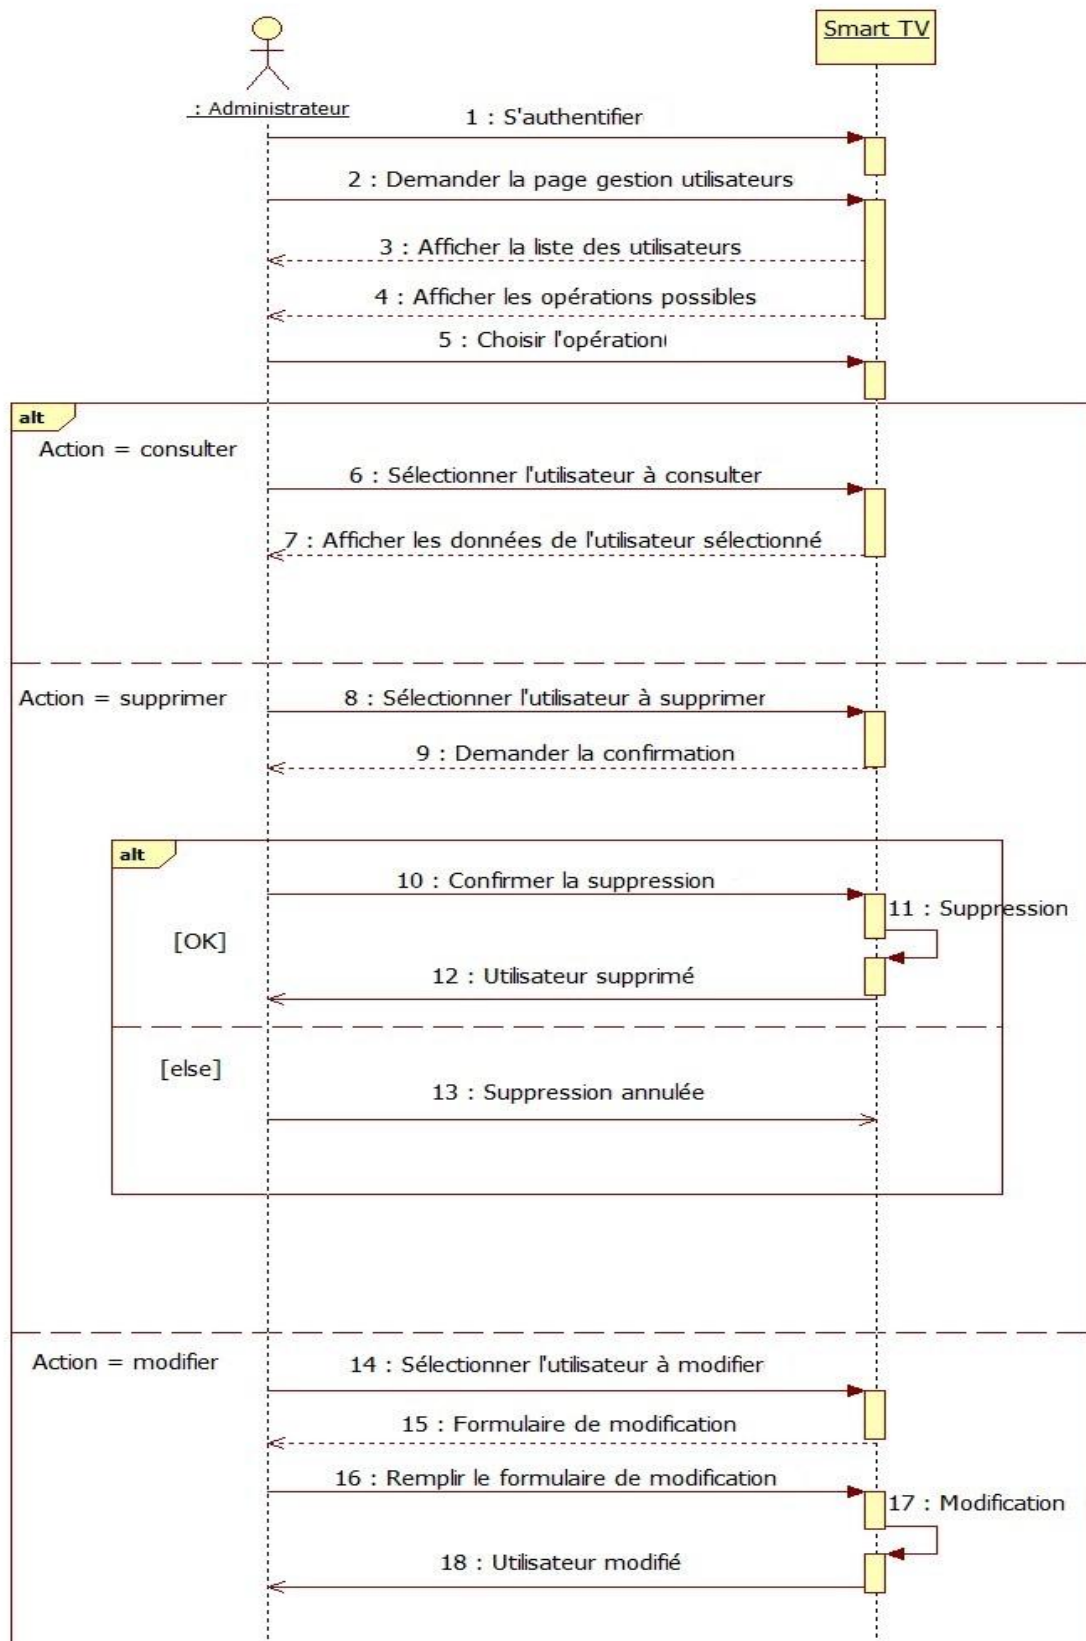 Smart TV
: Administrateur
1 : S'authentifier
2 : Demander la page gestion utilisateurs
3 : Afficher la liste des utilisateurs
4 : Afficher les opérations possibles
5 : Choisir l'opération
alt
Action = consulter
6 : Sélectionner l'utilisateur à consulter
7 : Afficher les données de l'utilisateur sélectionné
Action = supprimer
8 : Sélectionner l'utilisateur à supprimer
9 : Demander la confirmation
alt
10 : Confirmer la suppression
11 : Suppression
[OK]
12 : Utilisateur supprimé
[else]
13 : Suppression annulée
Action = modifier
14 : Sélectionner l'utilisateur à modifier
15 : Formulaire de modification
16 : Remplir le formulaire de modification
17 : Modification
18 : Utilisateur modifié